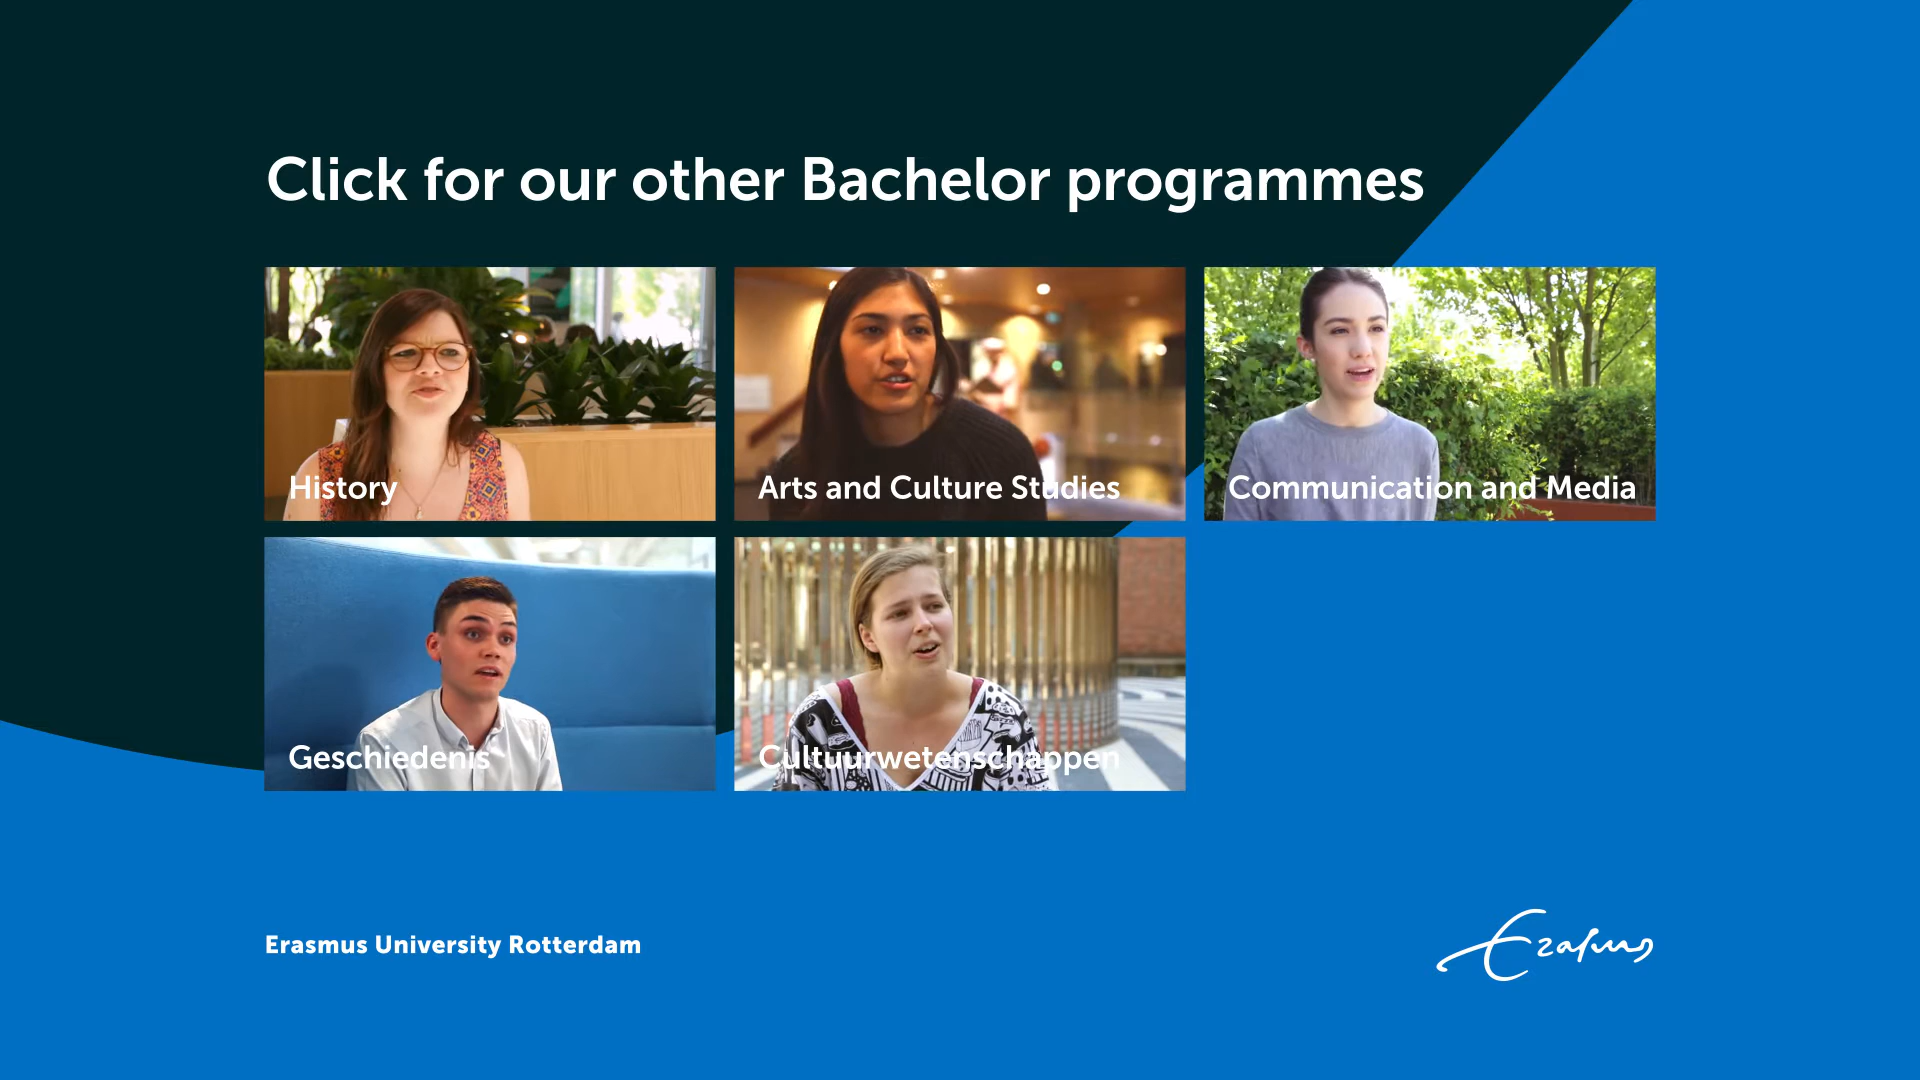 Click for our other Bachelor programmes
History
Arts and Culture Studies
Communication and Media
Geschiedenis
Cultuurwetenschappen
Erasmus University Rotterdam
Erasmus